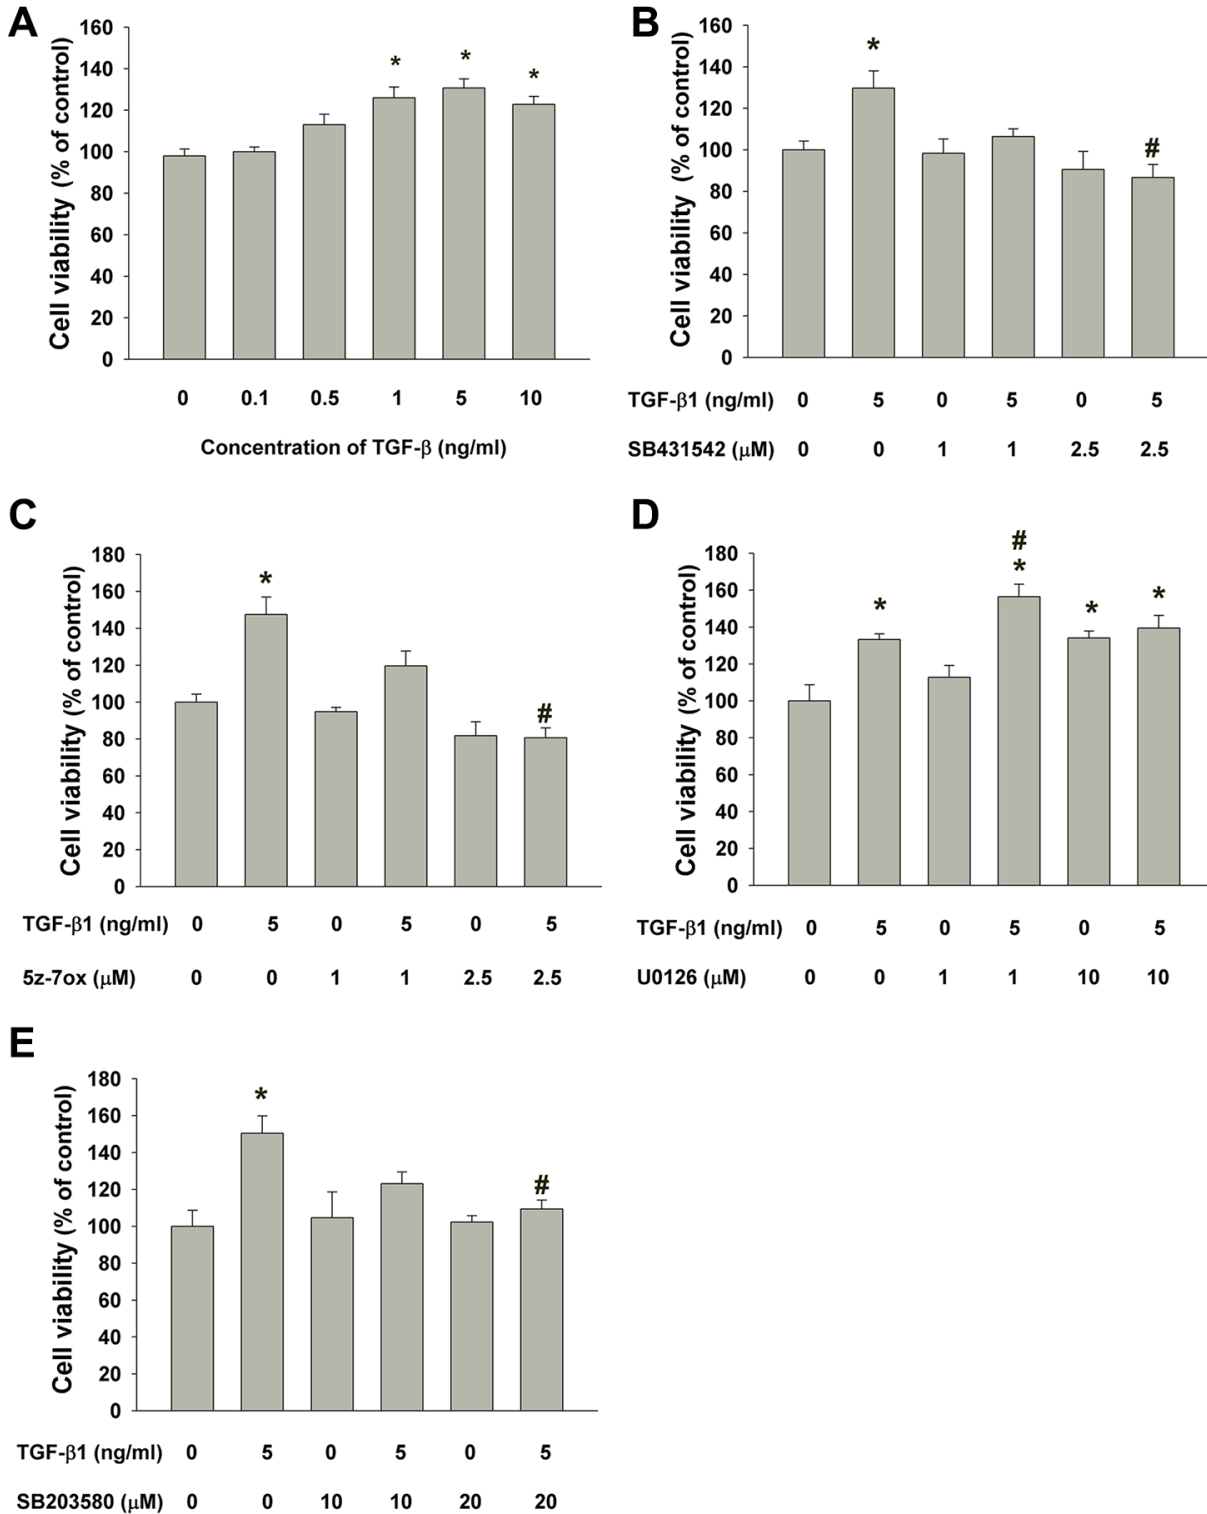 A
Cell viability (% of control)
160
140
120
100
80
60
40
20
0
* * *
0 0.1 0.5 1 5 10
Concentration of TGF-β (ng/ml)
B
Cell viability (% of control)
160
140
120
100
80
60
40
20
0
* #
TGF-β1 (ng/ml) 0 5 0 5 0 5
SB431542 (μM) 0 0 1 1 2.5 2.5
C
Cell viability (% of control)
180
160
140
120
100
80
60
40
20
0
* #
TGF-β1 (ng/ml) 0 5 0 5 0 5
5z-7ox (μM) 0 0 1 1 2.5 2.5
D
Cell viability (% of control)
180
160
140
120
100
80
60
40
20
0
#
* * * *
TGF-β1 (ng/ml) 0 5 0 5 0 5
U0126 (μM) 0 0 1 1 10 10
E
Cell viability (% of control)
180
160
140
120
100
80
60
40
20
0
* #
TGF-β1 (ng/ml) 0 5 0 5 0 5
SB203580 (μM) 0 0 10 10 20 20